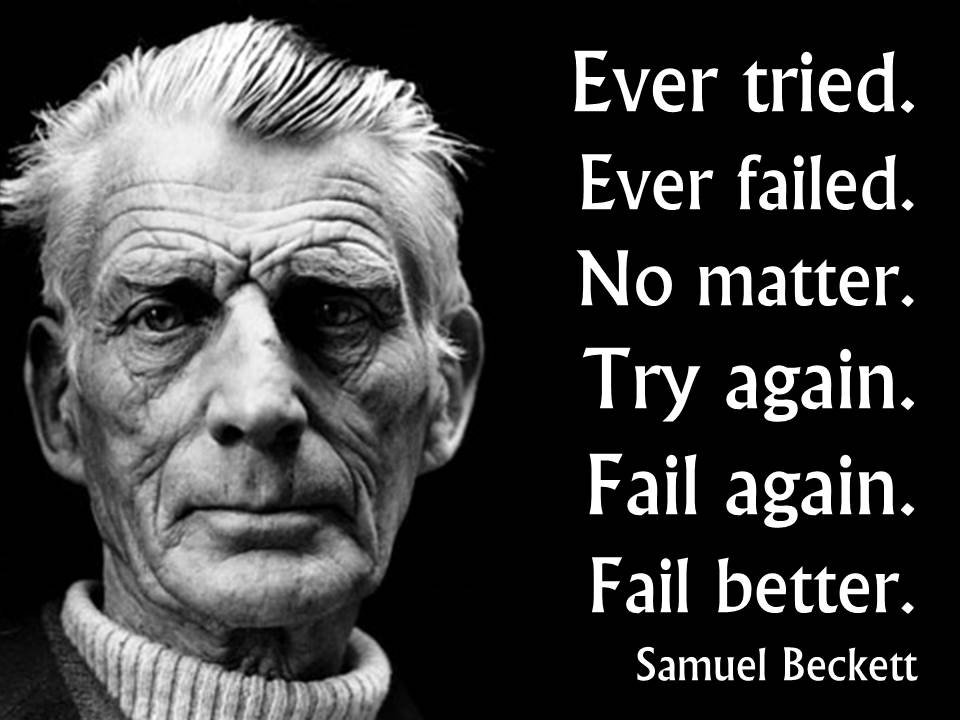 Ever tried.
Ever failed.
No matter.
Try again.
Fail again.
Fail better.
Samuel Beckett